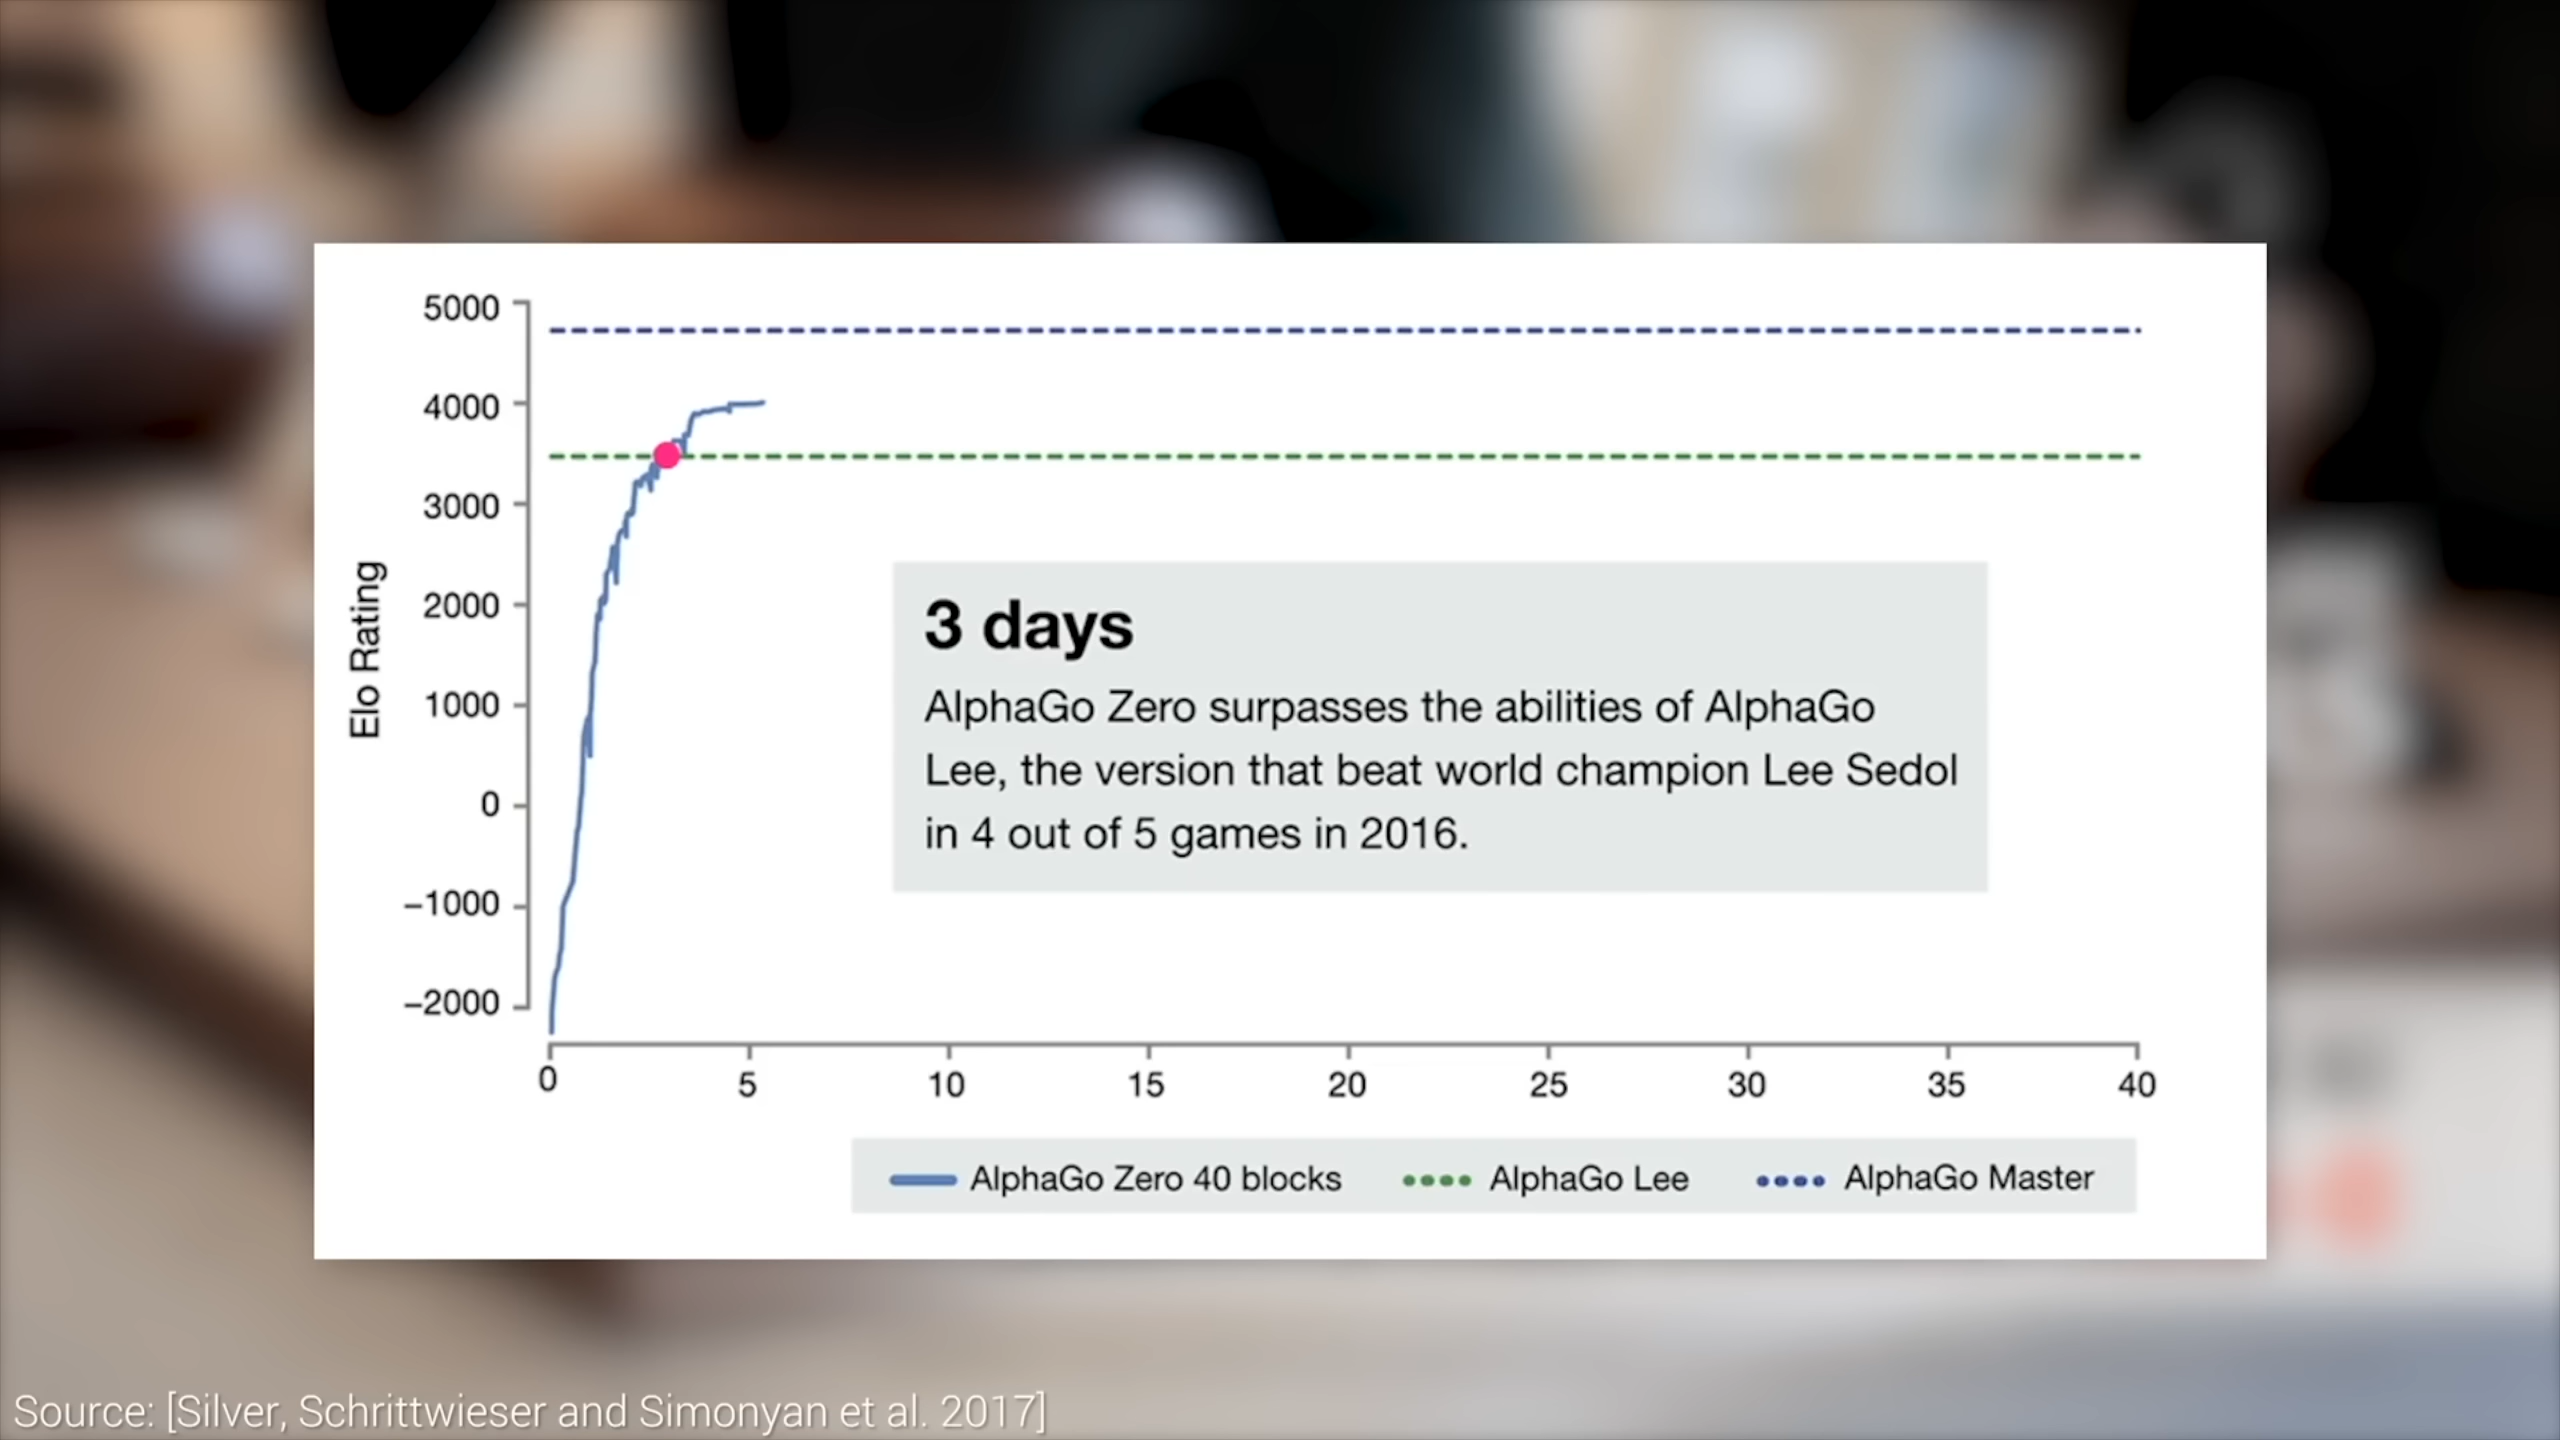 5000
4000
3000
2000
1000
0
−1000
−2000
Elo Rating
3 days
AlphaGo Zero surpasses the abilities of AlphaGo
Lee, the version that beat world champion Lee Sedol
in 4 out of 5 games in 2016.
0 5 10 15 20 25 30 35 40
AlphaGo Zero 40 blocks AlphaGo Lee AlphaGo Master
Source: [Silver, Schrittwieser and Simonyan et al. 2017]